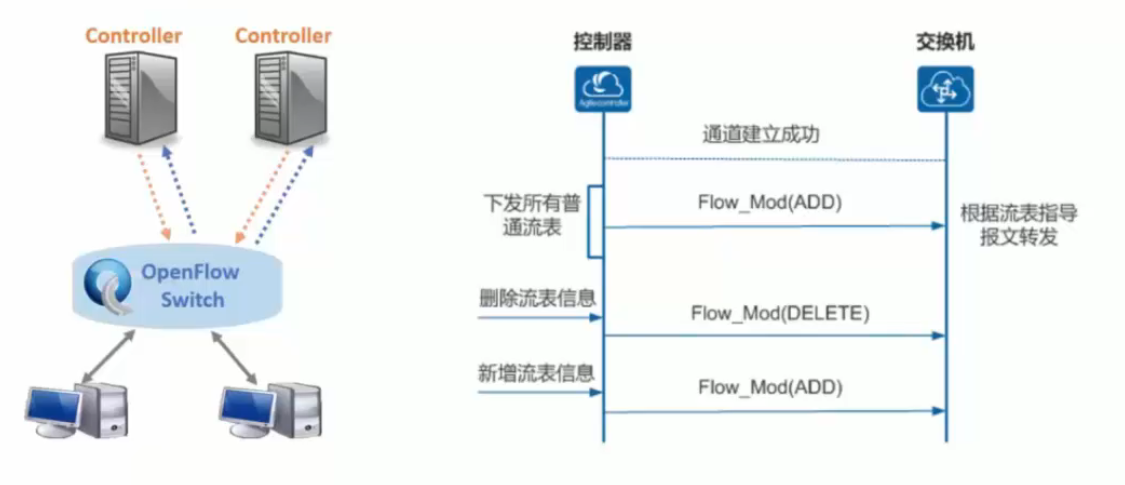 Controller
Controller
OpenFlow
Switch
控制器
交换机
Agilecontroller
通道建立成功
下发所有普
通流表
Flow_Mod(ADD)
根据流表指导
报文转发
删除流表信息
Flow_Mod(DELETE)
新增流表信息
Flow_Mod(ADD)